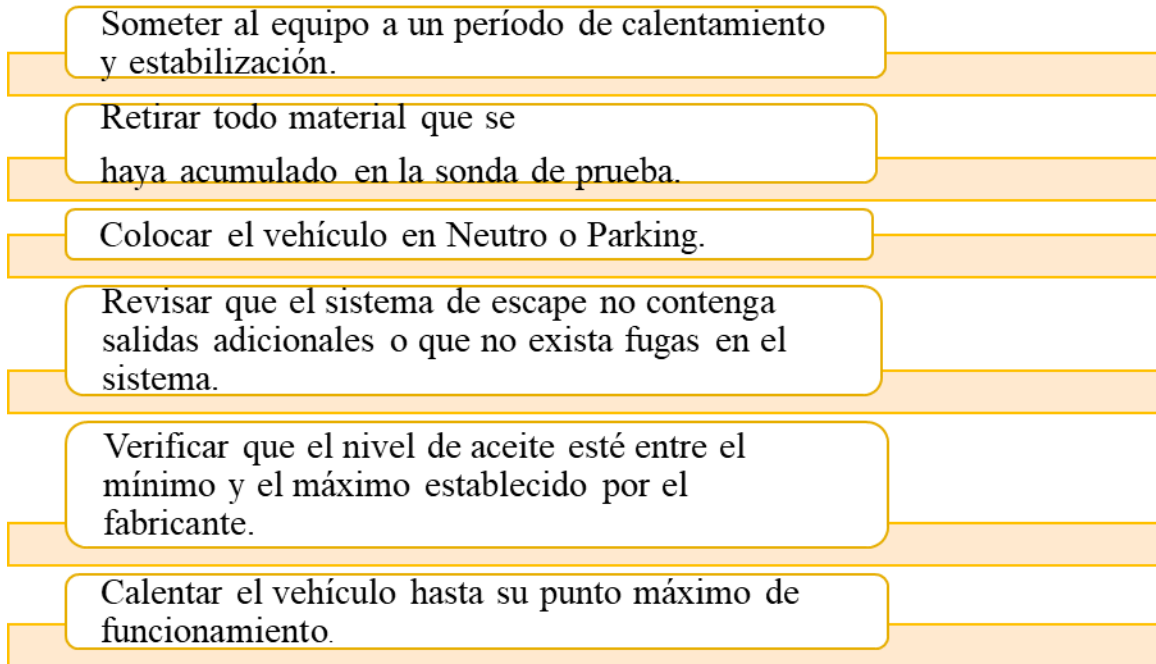 Someter al equipo a un período de calentamiento
y estabilización.
Retirar todo material que se
haya acumulado en la sonda de prueba.
Colocar el vehículo en Neutro o Parking.
Revisar que el sistema de escape no contenga
salidas adicionales o que no exista fugas en el
sistema.
Verificar que el nivel de aceite esté entre el
mínimo y el máximo establecido por el
fabricante.
Calentar el vehículo hasta su punto máximo de
funcionamiento.